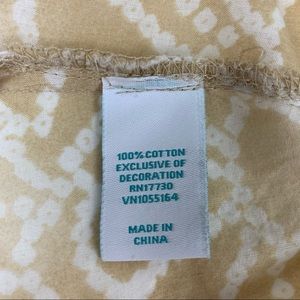 100% COTTON
EXCLUSIVE OF
DECORATION
RN17730
VN1055164
MADE IN
CHINA